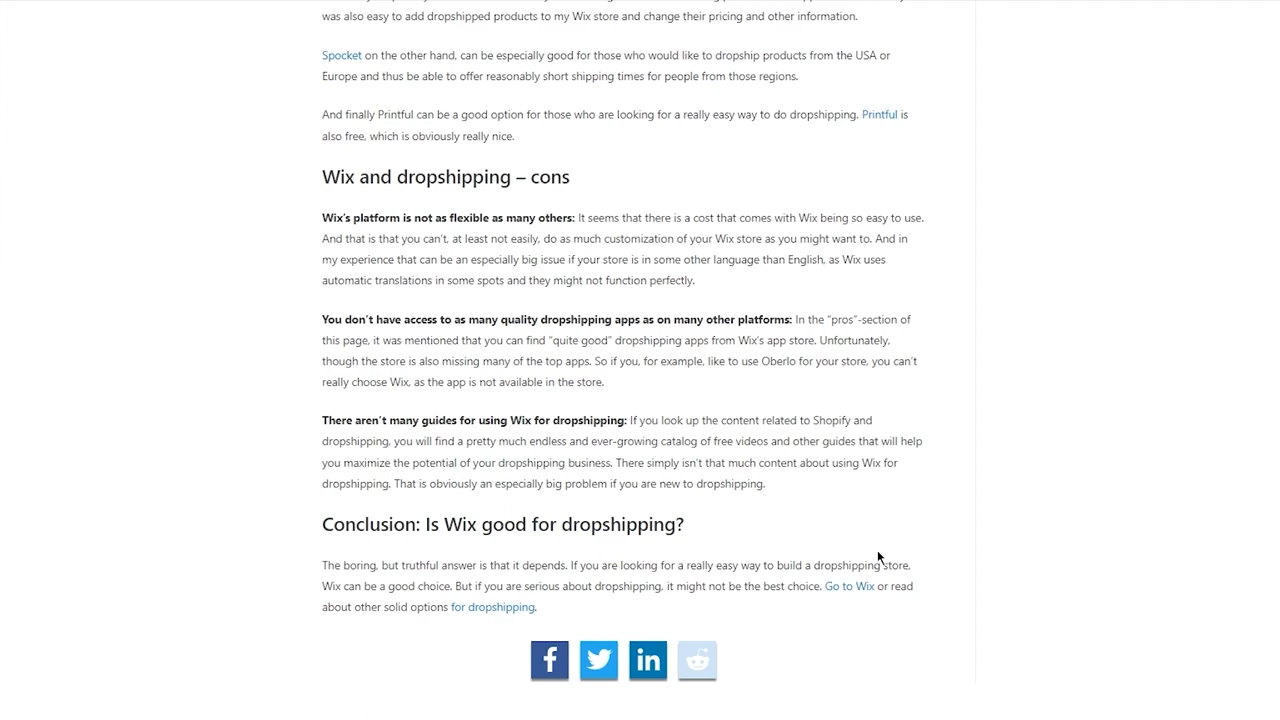 was also easy to add dropshipped products to my Wix store and change their pricing and other information.
Spocket on the other hand, can be especially good for those who would like to dropship products from the USA or
Europe and thus be able to offer reasonably short shipping times for people from those regions.
And finally Printful can be a good option for those who are looking for a really easy way to do dropshipping. Printful is
also free, which is obviously really nice.
Wix and dropshipping – cons
Wix's platform is not as flexible as many others: It seems that there is a cost that comes with Wix being so easy to use.
And that is that you can't, at least not easily, do as much customization of your Wix store as you might want to. And in
my experience that can be an especially big issue if your store is in some other language than English, as Wix uses
automatic translations in some spots and they might not function perfectly.
You don't have access to as many quality dropshipping apps as on many other platforms: In the “pros”-section of
this page, it was mentioned that you can find “quite good” dropshipping apps from Wix's app store. Unfortunately,
though the store is also missing many of the top apps. So if you, for example, like to use Oberlo for your store, you can't
really choose Wix, as the app is not available in the store.
There aren't many guides for using Wix for dropshipping: If you look up the content related to Shopify and
dropshipping, you will find a pretty much endless and ever-growing catalog of free videos and other guides that will help
you maximize the potential of your dropshipping business. There simply isn't that much content about using Wix for
dropshipping. That is obviously an especially big problem if you are new to dropshipping.
Conclusion: Is Wix good for dropshipping?
The boring, but truthful answer is that it depends. If you are looking for a really easy way to build a dropshipping store,
Wix can be a good choice. But if you are serious about dropshipping, it might not be the best choice. Go to Wix or read
about other solid options for dropshipping.